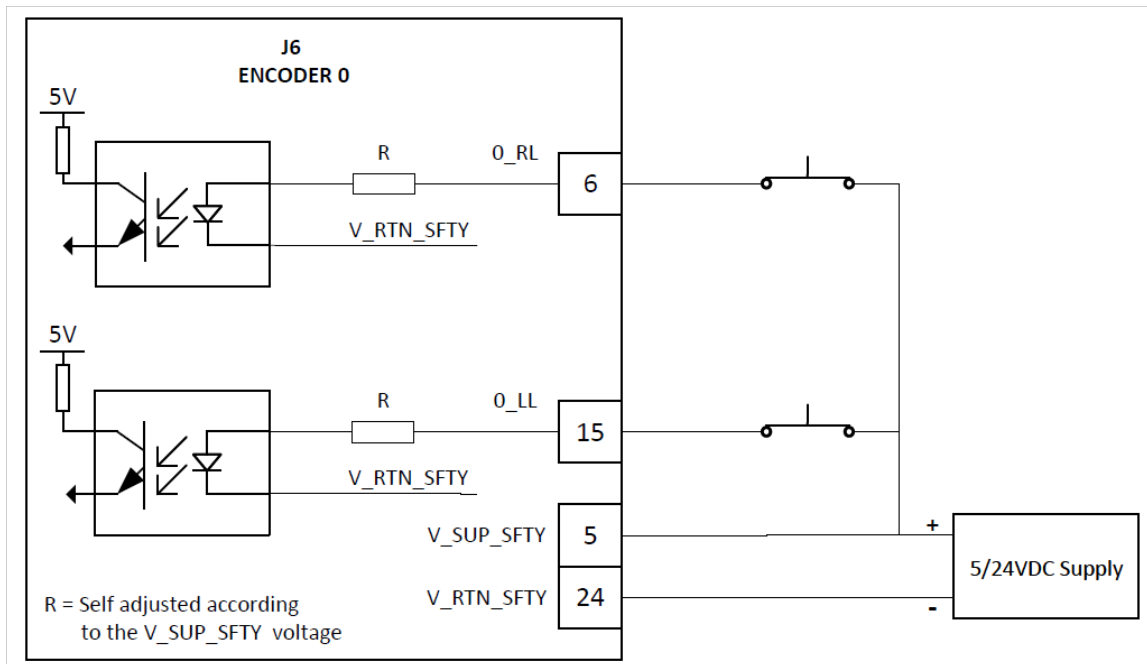 J6
ENCODER 0
5V
R
0_RL
6
V_RTN_SFTY
5V
R
0_LL
15
V_RTN_SFTY
V_SUP_SFTY
5
+
5/24VDC Supply
V_RTN_SFTY
24
-
R = Self adjusted according
to the V_SUP_SFTY voltage